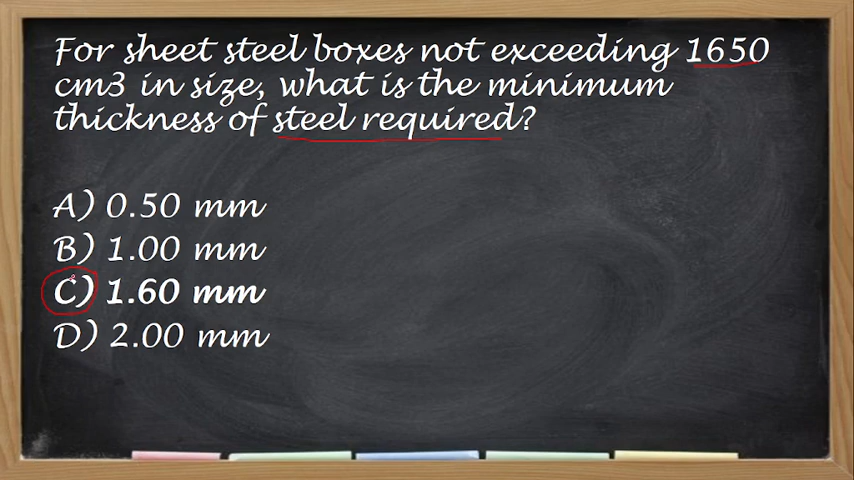 For sheet steel boxes not exceeding 1650
cm3 in size, what is the minimum
thickness of steel required?
A) 0.50 mm
B) 1.00 mm
C) 1.60 mm
D) 2.00 mm